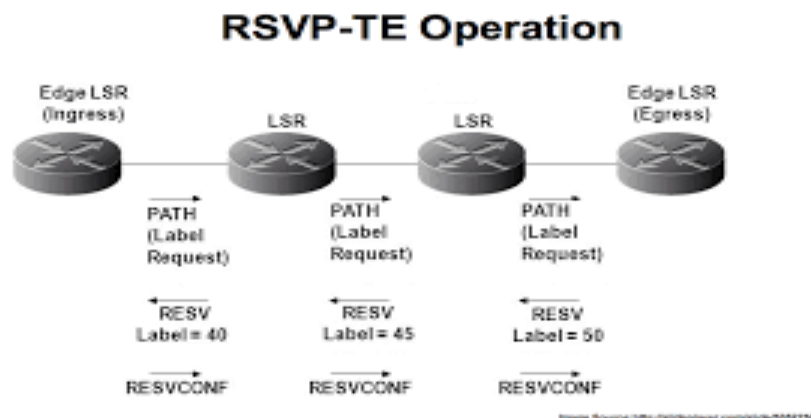 RSVP-TE Operation
Edge LSR
(Ingress)
LSR
LSR
Edge LSR
(Egress)
PATH
(Label
Request)
PATH
(Label
Request)
PATH
(Label
Request)
RESV
Label = 40
RESV
Label = 45
RESV
Label = 50
RESVCONF
RESVCONF
RESVCONF